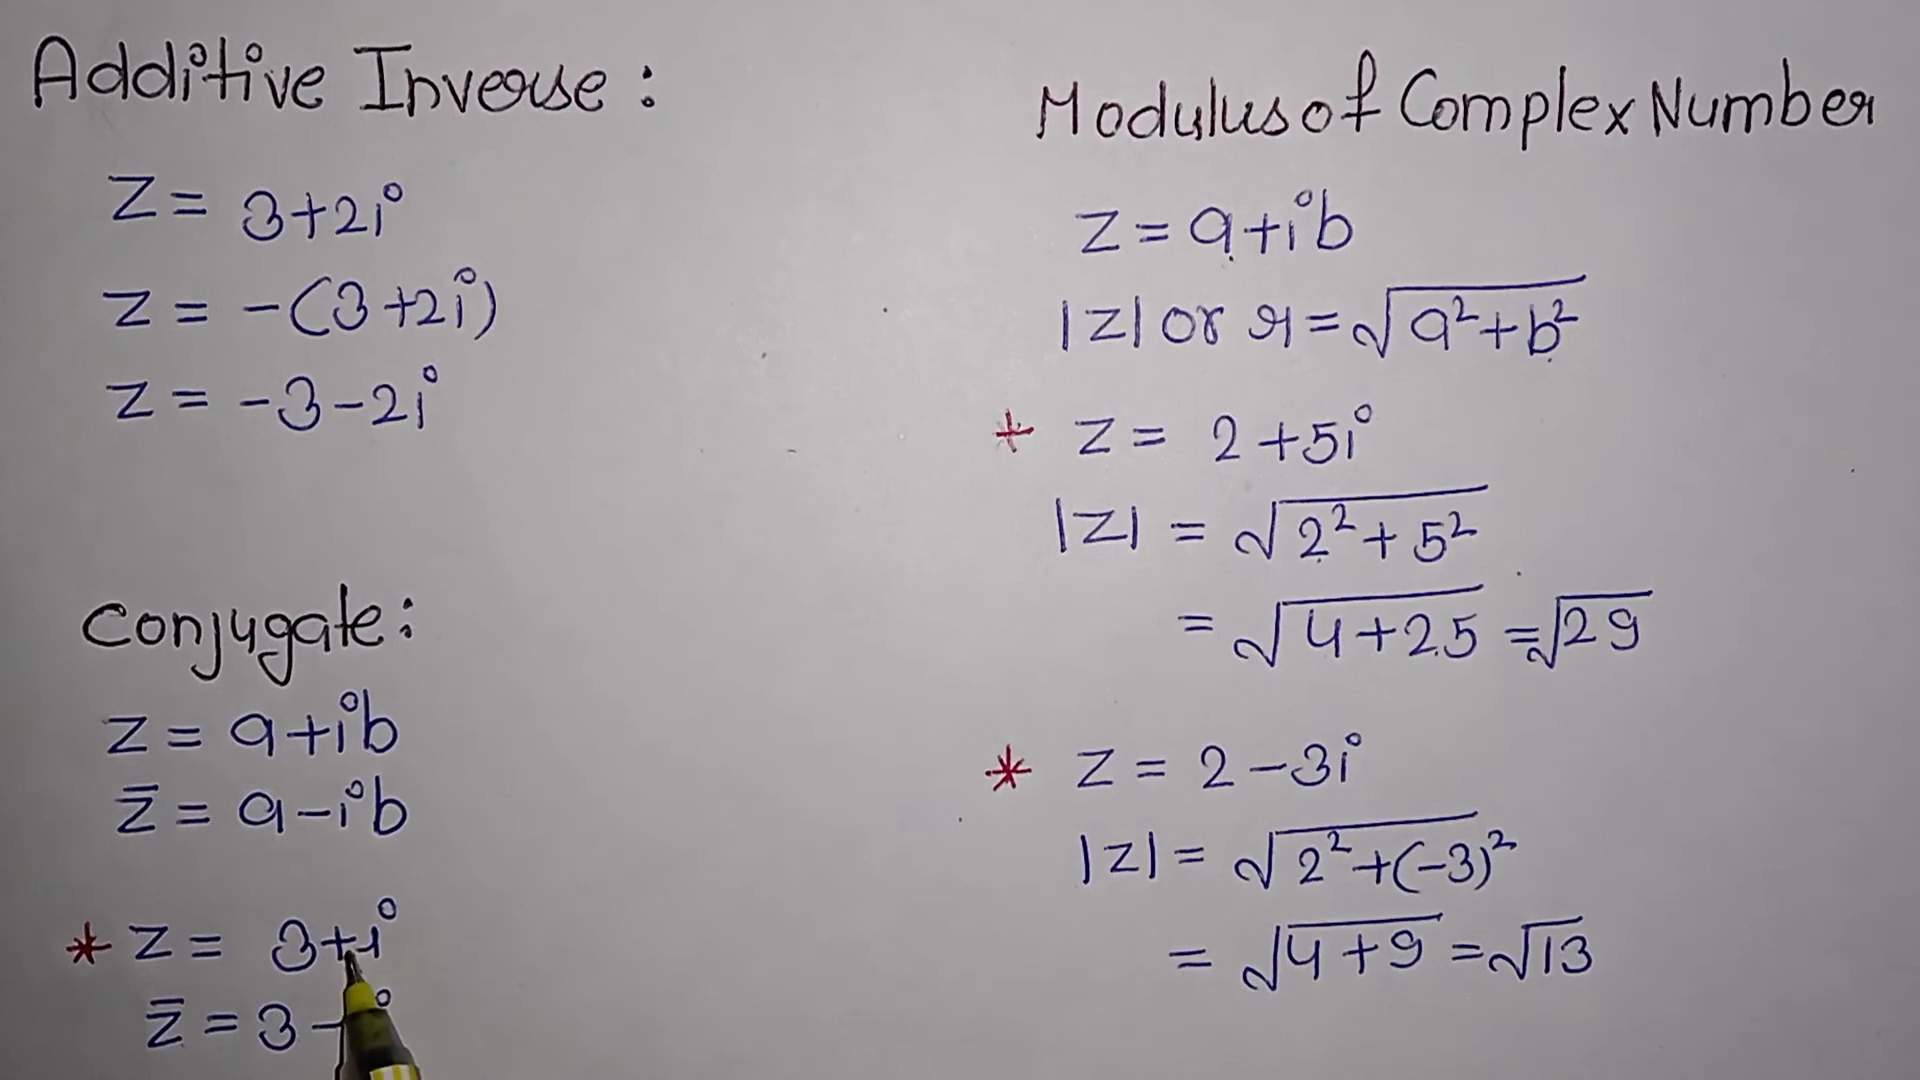 Additive Inverse :
Z = 3+2i
Z = -(3+2i)
Z = -3-2i
Conjugate:
Z = a+ib
z̅ = a-ib
* Z = 3+i
z̅ = 3-i
Modulus of Complex Number
Z = a+ib
|Z| or r = √(a²+b²)
* Z = 2+5i
|Z| = √(2²+5²)
= √(4+25) = √29
* Z = 2-3i
|Z| = √(2²+(-3)²)
= √(4+9) = √13